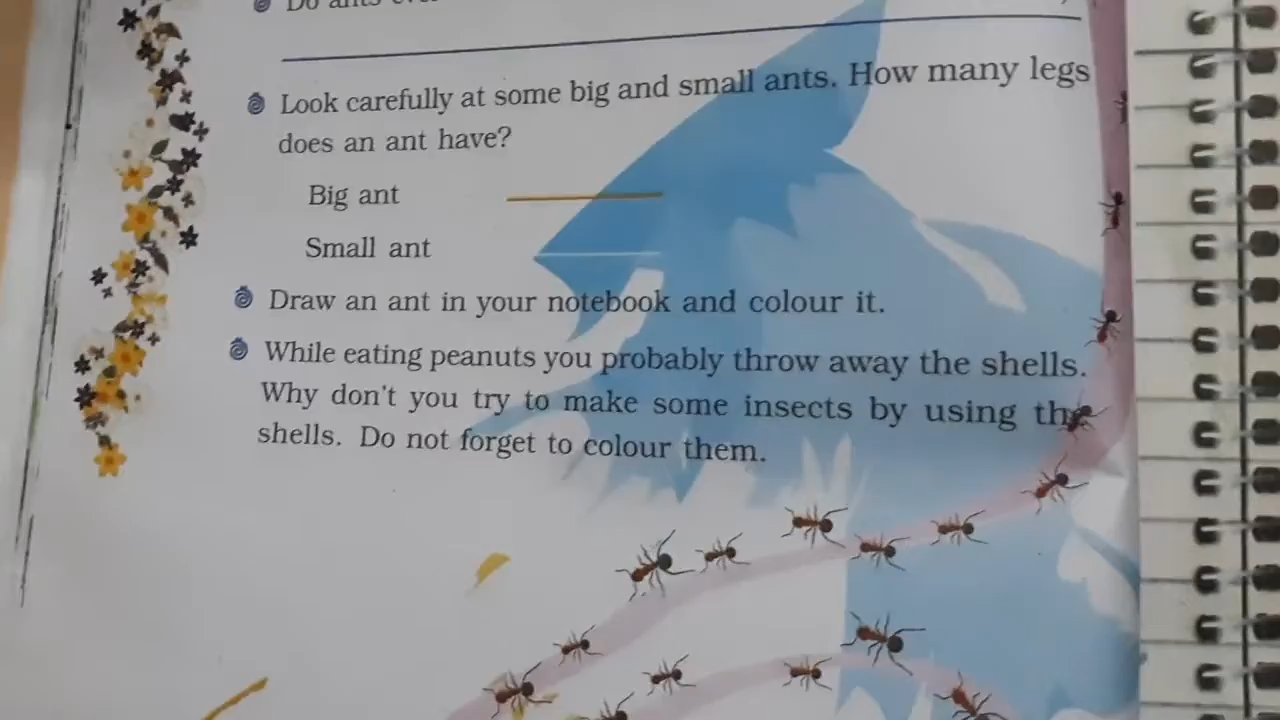 Do ants
Look carefully at some big and small ants. How many legs
does an ant have?
Big ant
Small ant
Draw an ant in your notebook and colour it.
While eating peanuts you probably throw away the shells.
Why don't you try to make some insects by using the
shells. Do not forget to colour them.